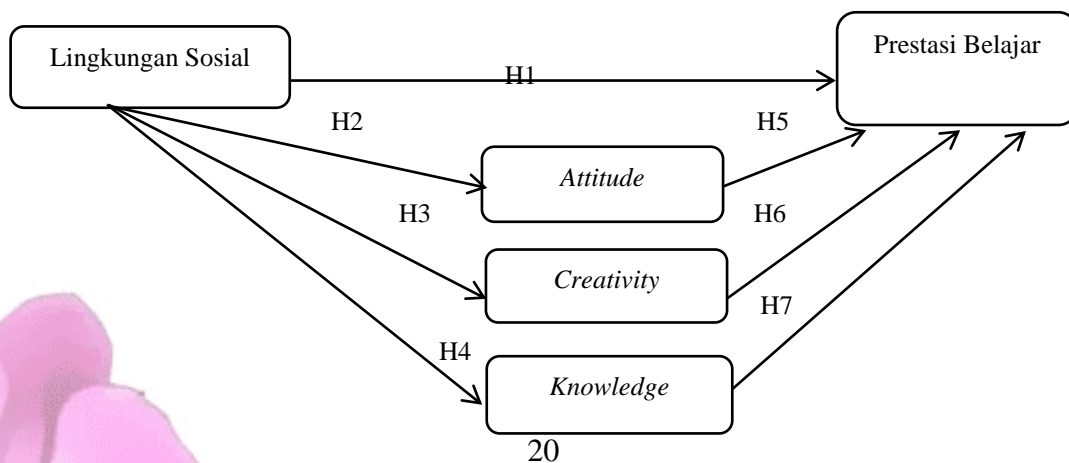 Lingkungan Sosial
Prestasi Belajar
H1
H2
H5
Attitude
H3
H6
Creativity
H7
H4
Knowledge
20